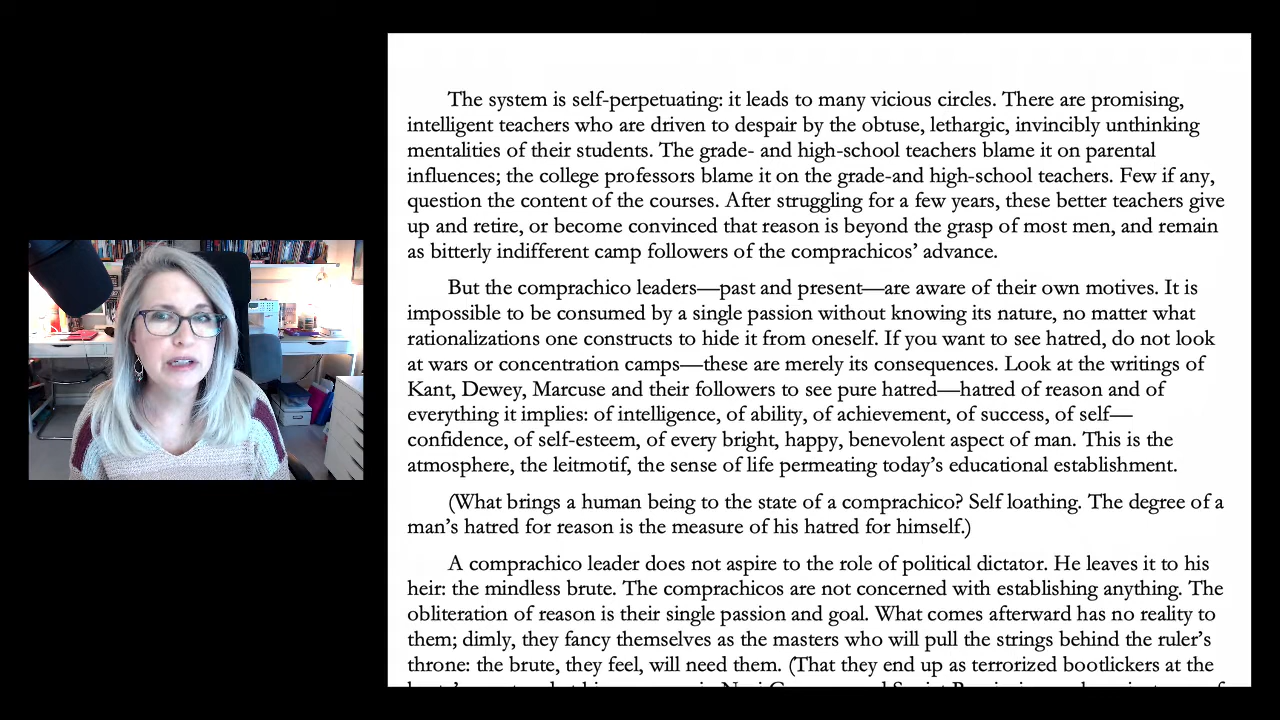 The system is self-perpetuating: it leads to many vicious circles. There are promising,
intelligent teachers who are driven to despair by the obtuse, lethargic, invincibly unthinking
mentalities of their students. The grade- and high-school teachers blame it on parental
influences; the college professors blame it on the grade-and high-school teachers. Few if any,
question the content of the courses. After struggling for a few years, these better teachers give
up and retire, or become convinced that reason is beyond the grasp of most men, and remain
as bitterly indifferent camp followers of the comprachicos’ advance.
But the comprachico leaders—past and present—are aware of their own motives. It is
impossible to be consumed by a single passion without knowing its nature, no matter what
rationalizations one constructs to hide it from oneself. If you want to see hatred, do not look
at wars or concentration camps—these are merely its consequences. Look at the writings of
Kant, Dewey, Marcuse and their followers to see pure hatred—hatred of reason and of
everything it implies: of intelligence, of ability, of achievement, of success, of self—
confidence, of self-esteem, of every bright, happy, benevolent aspect of man. This is the
atmosphere, the leitmotif, the sense of life permeating today’s educational establishment.
(What brings a human being to the state of a comprachico? Self loathing. The degree of a
man’s hatred for reason is the measure of his hatred for himself.)
A comprachico leader does not aspire to the role of political dictator. He leaves it to his
heir: the mindless brute. The comprachicos are not concerned with establishing anything. The
obliteration of reason is their single passion and goal. What comes afterward has no reality to
them; dimly, they fancy themselves as the masters who will pull the strings behind the ruler’s
throne: the brute, they feel, will need them. (That they end up as terrorized bootlickers at the